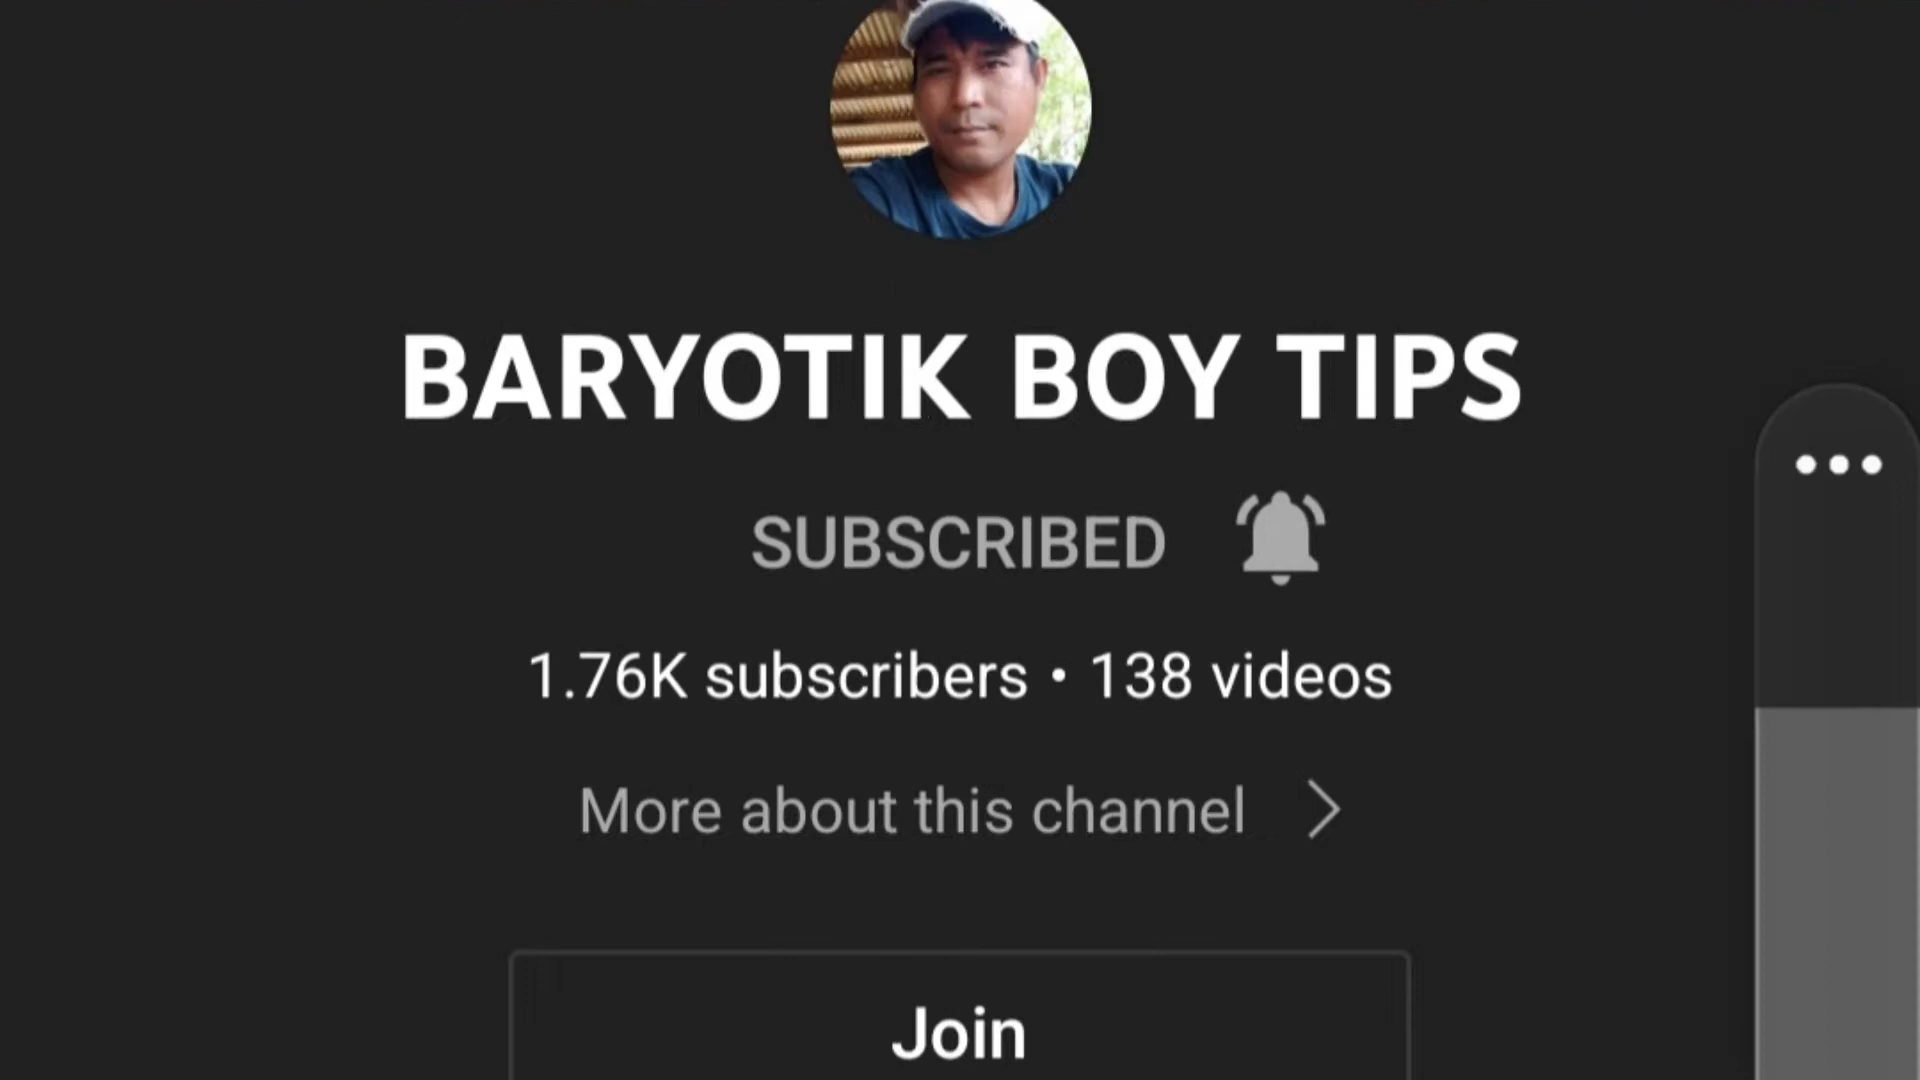 BARYOTIK BOY TIPS
SUBSCRIBED
1.76K subscribers • 138 videos
More about this channel
Join